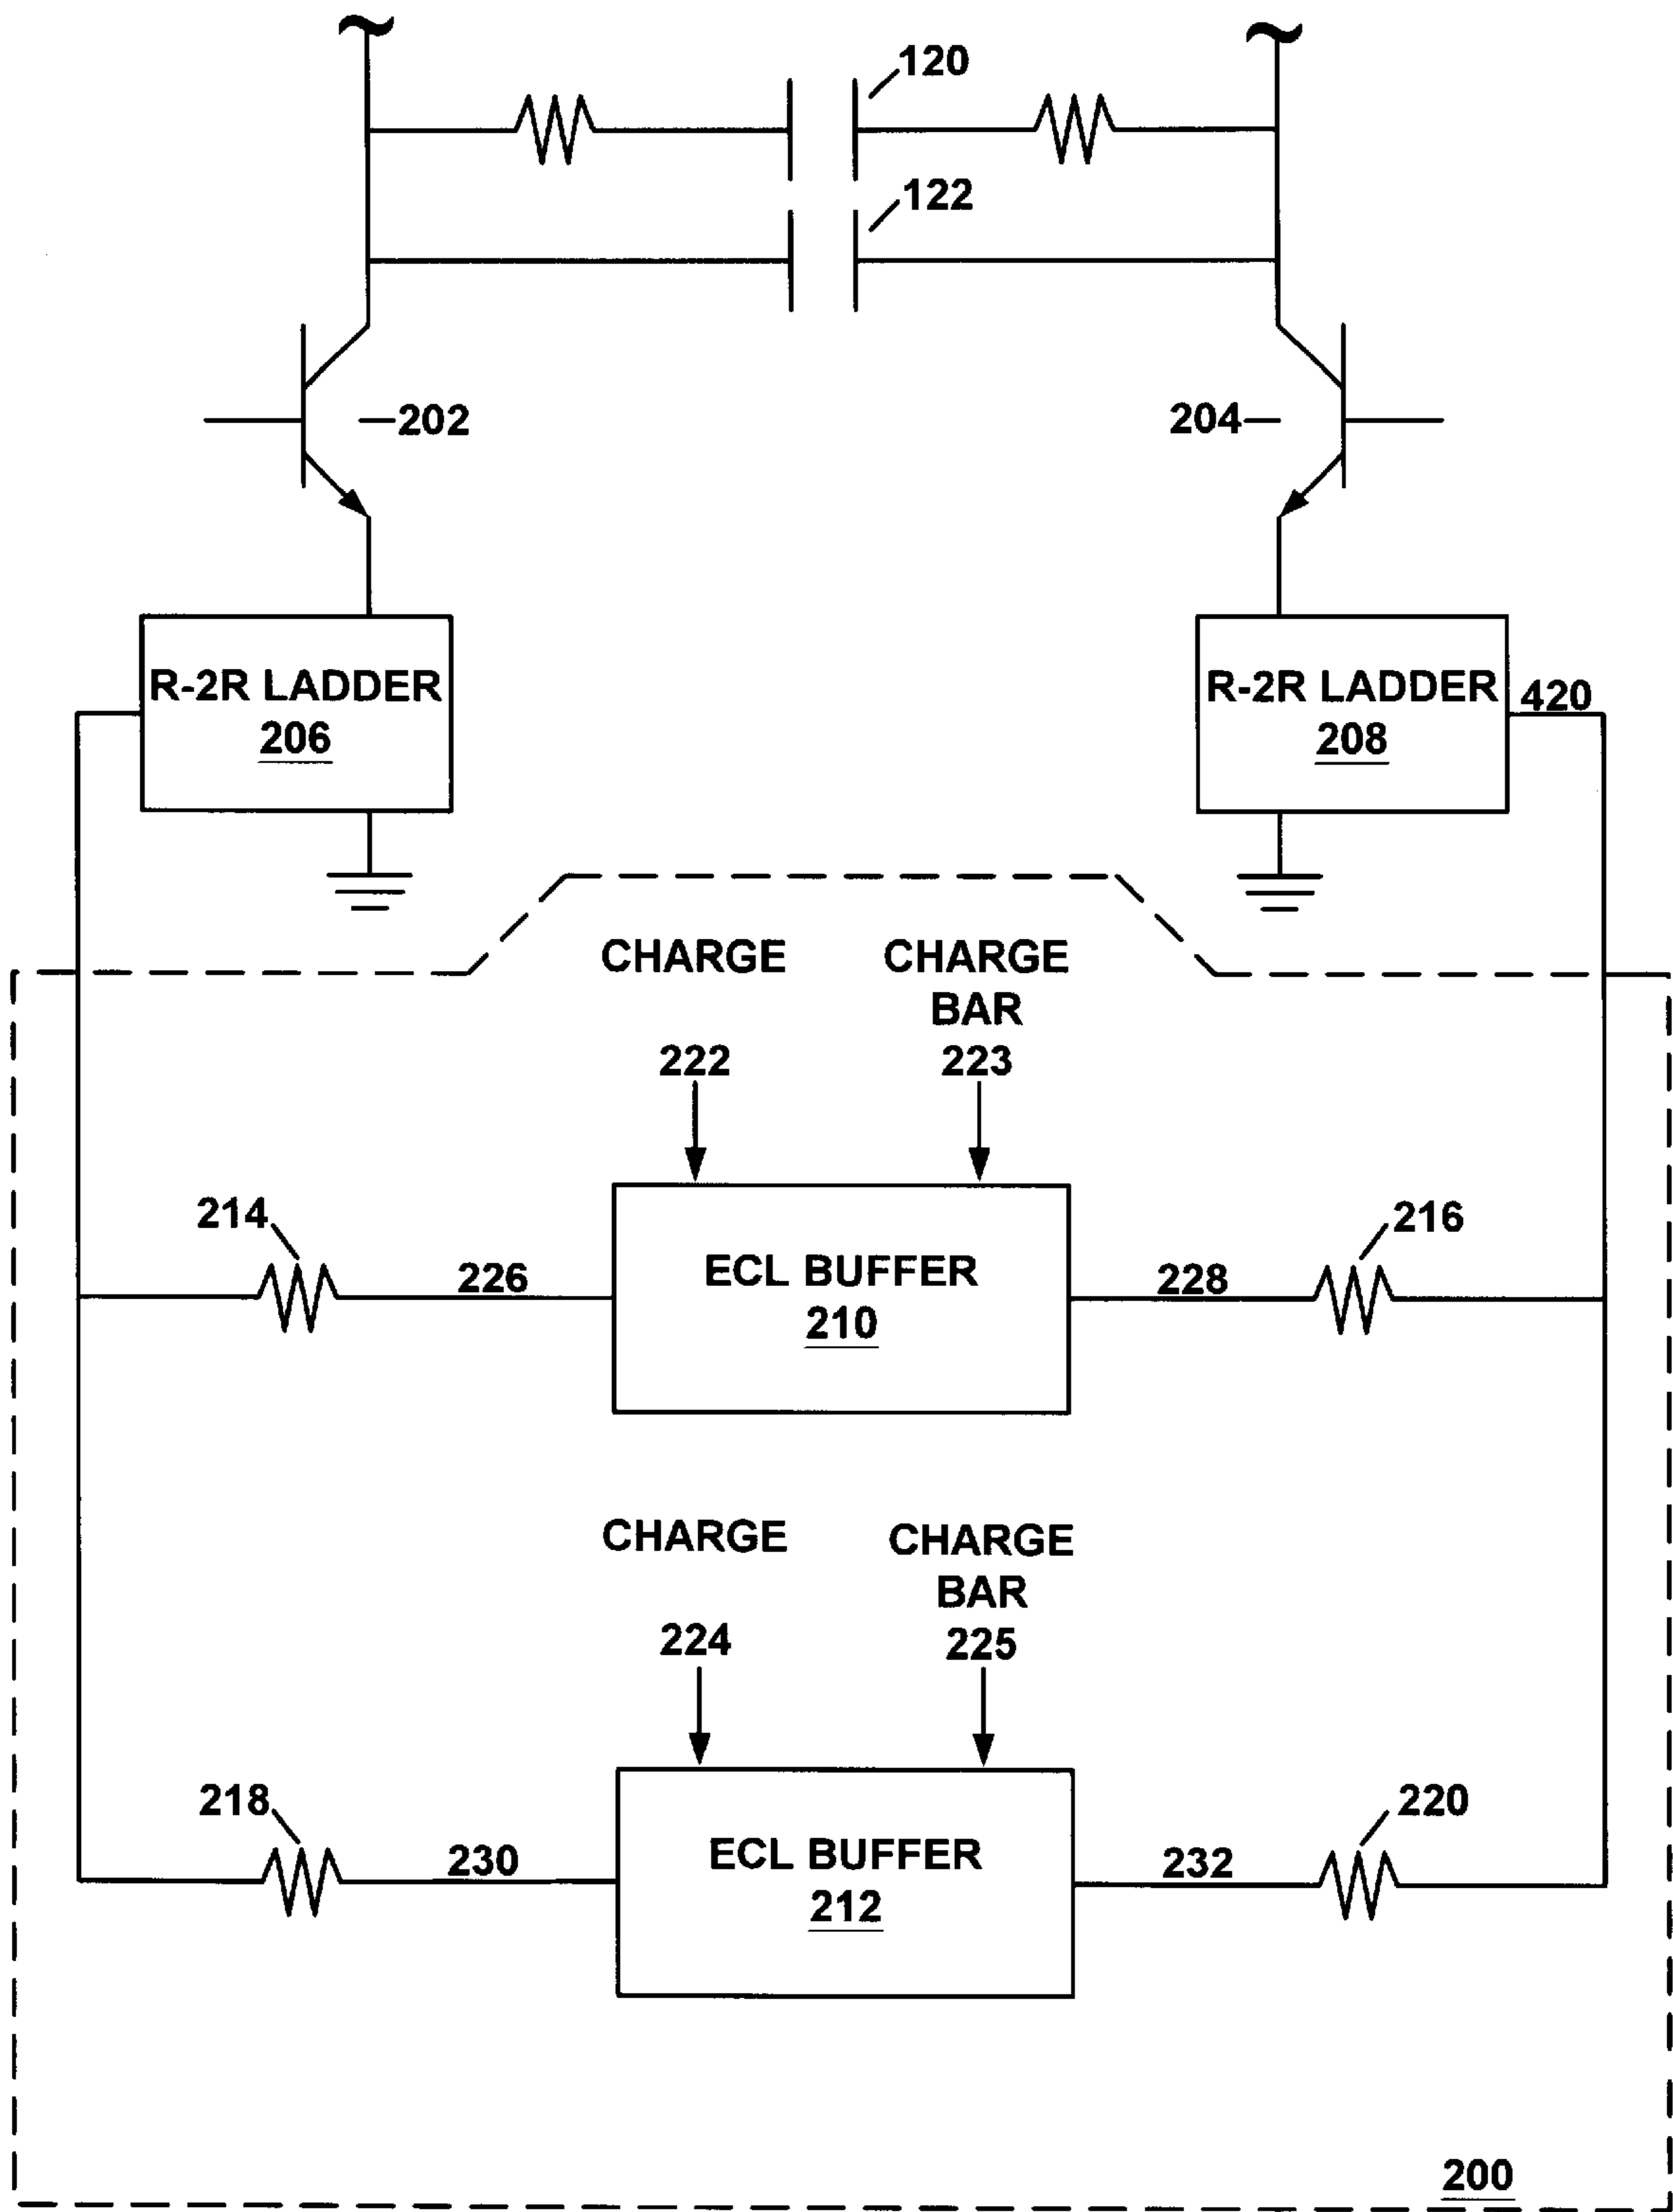 120
122
202
204
R-2R LADDER
206
R-2R LADDER
208
420
CHARGE
222
CHARGE
BAR
223
214
226
ECL BUFFER
210
228
216
CHARGE
224
CHARGE
BAR
225
218
230
ECL BUFFER
212
232
220
200